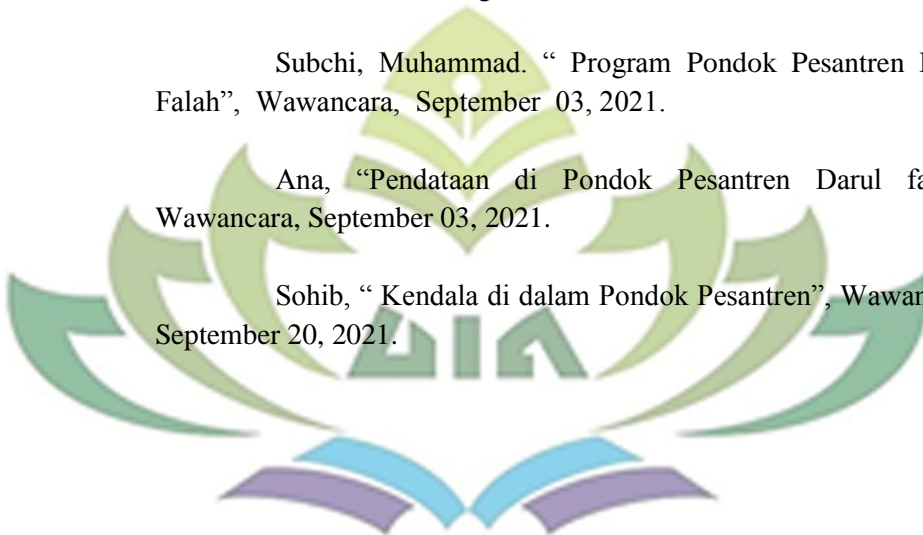 Subchi, Muhammad. “ Program Pondok Pesantren
Falah”, Wawancara, September 03, 2021.
Ana, “Pendataan di Pondok Pesantren Darul fa
Wawancara, September 03, 2021.
Sohib, “ Kendala di dalam Pondok Pesantren”, Wawan
September 20, 2021.
UIN